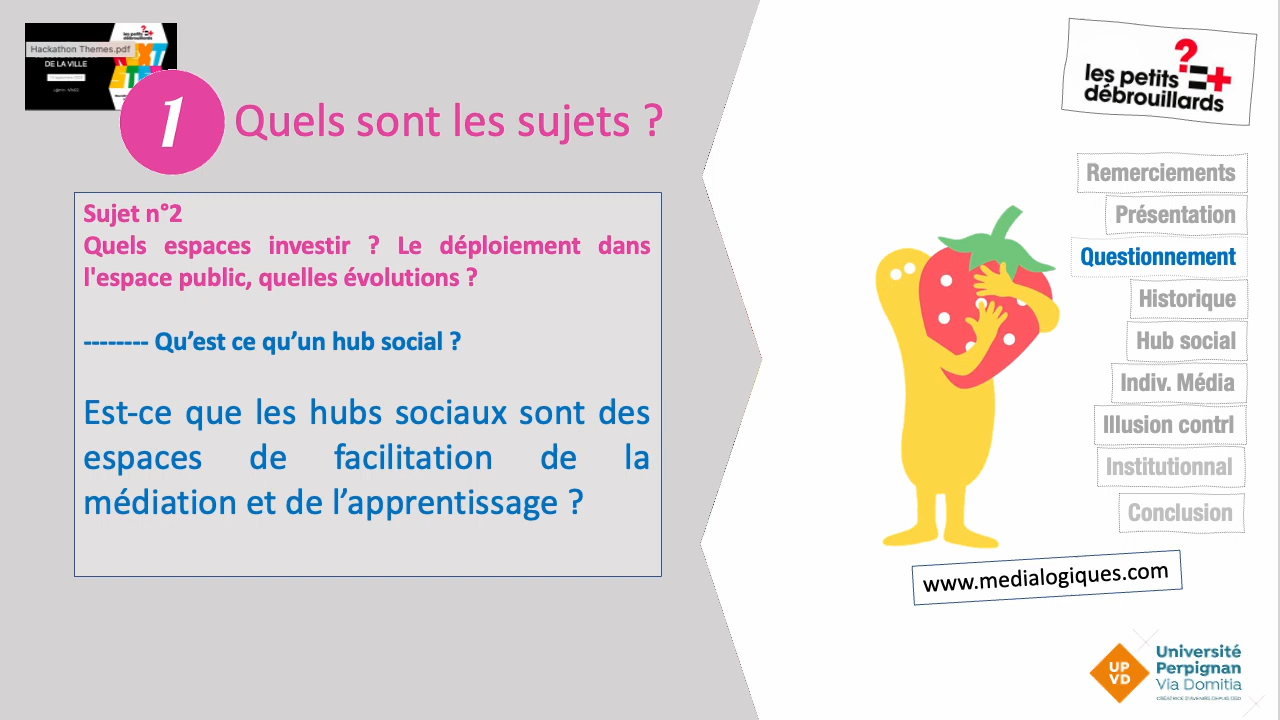 Hackathon Themes.pdf
DE LA VILLE
les petits
1
Quels sont les sujets ?
Sujet n°2
Quels espaces investir ? Le déploiement dans
l'espace public, quelles évolutions ?
-------- Qu’est ce qu’un hub social ?
Est-ce que les hubs sociaux sont des
espaces de facilitation de la
médiation et de l’apprentissage ?
les petits
débrouillards
Remerciements
Présentation
Questionnement
Historique
Hub social
Indiv. Média
Illusion contrl
Institutionnal
Conclusion
www.medialogiques.com
UP
VD
Université
Perpignan
Via Domitia